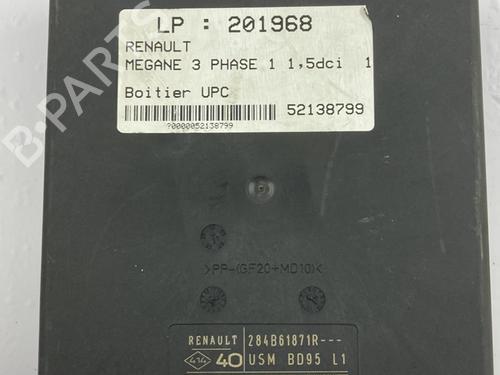 LP : 201968
RENAULT
MEGANE 3 PHASE 1 1,5dci 1
Boitier UPC
52138799
?0000052138799
B-PARTS
>PP-(GF20+MD10)<
RENAULT 284B61871R---
40 USM BD95 L1